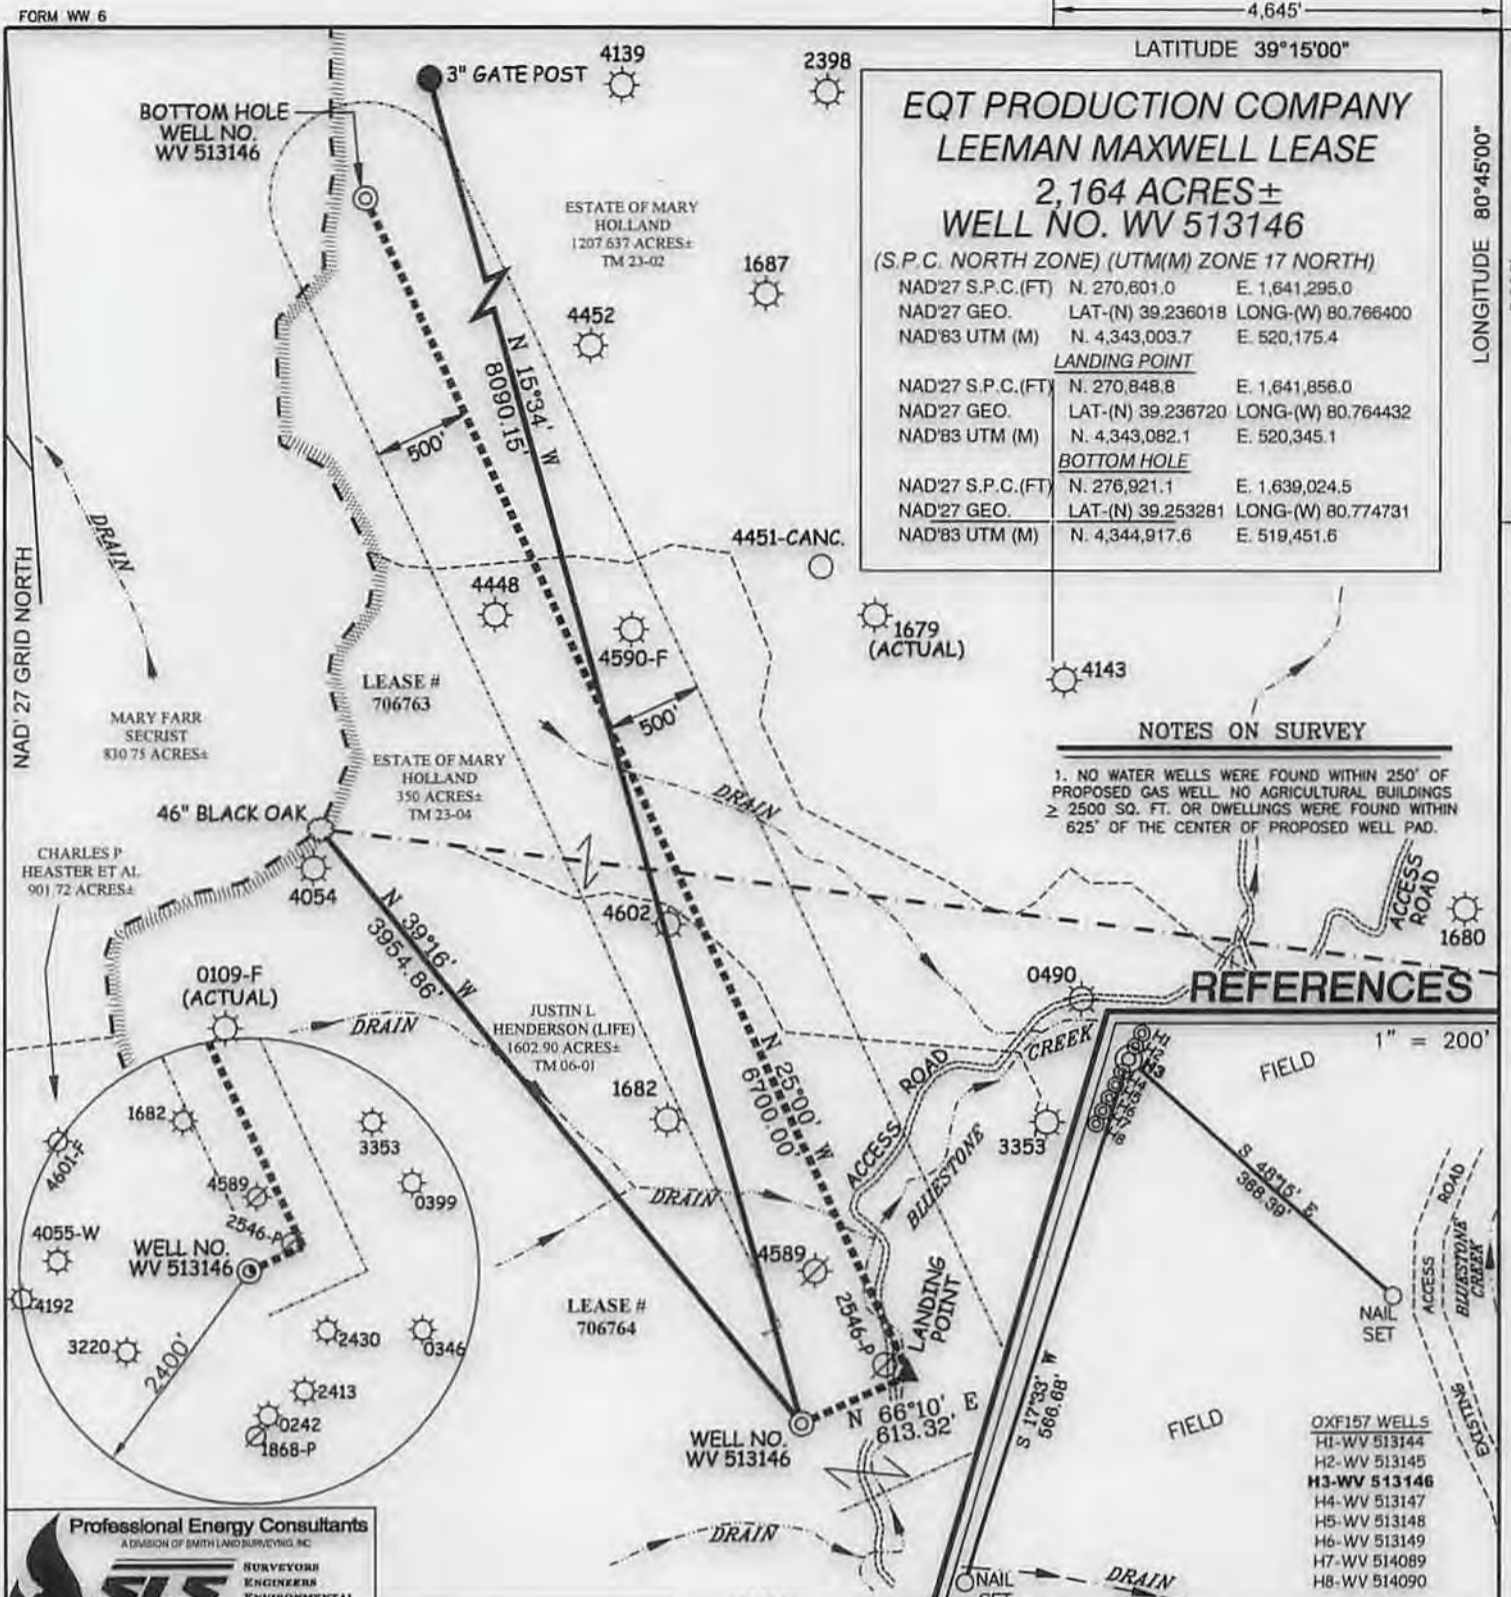 FORM WW 6
4,645'
LATITUDE 39°15'00"
LONGITUDE 80°45'00"
EQT PRODUCTION COMPANY
LEEMAN MAXWELL LEASE
2,164 ACRES±
WELL NO. WV 513146
(S.P.C. NORTH ZONE) (UTM(M) ZONE 17 NORTH)
NAD'27 S.P.C.(FT) N. 270,601.0 E. 1,641,295.0
NAD'27 GEO. LAT-(N) 39.236018 LONG-(W) 80.766400
NAD'83 UTM (M) N. 4,343,003.7 E. 520,175.4
LANDING POINT
NAD'27 S.P.C.(FT) N. 270,848.8 E. 1,641,856.0
NAD'27 GEO. LAT-(N) 39.236720 LONG-(W) 80.764432
NAD'83 UTM (M) N. 4,343,082.1 E. 520,345.1
BOTTOM HOLE
NAD'27 S.P.C.(FT) N. 276,921.1 E. 1,639,024.5
NAD'27 GEO. LAT-(N) 39.253281 LONG-(W) 80.774731
NAD'83 UTM (M) N. 4,344,917.6 E. 519,451.6
3" GATE POST
4139
2398
BOTTOM HOLE
WELL NO.
WV 513146
ESTATE OF MARY
HOLLAND
1207.637 ACRES±
TM 23-02
1687
4452
N 15°34' W
8090.15'
500'
DRAIN
NAD'27 GRID NORTH
4451-CANC.
4448
4590-F
1679
(ACTUAL)
4143
LEASE #
706763
500'
MARY FARR
SECRIST
830.75 ACRES±
ESTATE OF MARY
HOLLAND
350 ACRES±
TM 23-04
DRAIN
NOTES ON SURVEY
1. NO WATER WELLS WERE FOUND WITHIN 250' OF
PROPOSED GAS WELL. NO AGRICULTURAL BUILDINGS
≥ 2500 SQ. FT. OR DWELLINGS WERE FOUND WITHIN
625' OF THE CENTER OF PROPOSED WELL PAD.
46" BLACK OAK
CHARLES P
HEASTER ET AL
901.72 ACRES±
4054
4602
N 39°16' W
3954.86'
ACCESS
ROAD
1680
0490
0109-F
(ACTUAL)
DRAIN
JUSTIN L
HENDERSON (LIFE)
1602.90 ACRES±
TM 06-01
1682
N 25°00' W
6700.00'
ACCESS ROAD
BLUESTONE CREEK
3353
DRAIN
4589
2546-P
LANDING
POINT
LEASE #
706764
WELL NO.
WV 513146
N 66°10' E
613.32'
DRAIN
1682
3353
4601-F
4589
0399
2546-P
4055-W
WELL NO.
WV 513146
4192
3220
2430
0346
2400'
2413
0242
1868-P
REFERENCES
1" = 200'
H1
H2
H3
FIELD
S 48°15' E
388.39'
NAIL
SET
ACCESS ROAD
BLUESTONE
CREEK
EXISTING
S 17°33' W
566.68'
FIELD
OXF157 WELLS
H1-WV 513144
H2-WV 513145
H3-WV 513146
H4-WV 513147
H5-WV 513148
H6-WV 513149
H7-WV 514089
H8-WV 514090
NAIL
DRAIN
Professional Energy Consultants
A DIVISION OF SMITH LAND SURVEYING, INC.
SLS
SURVEYORS
ENGINEERS
ENVIRONMENTAL